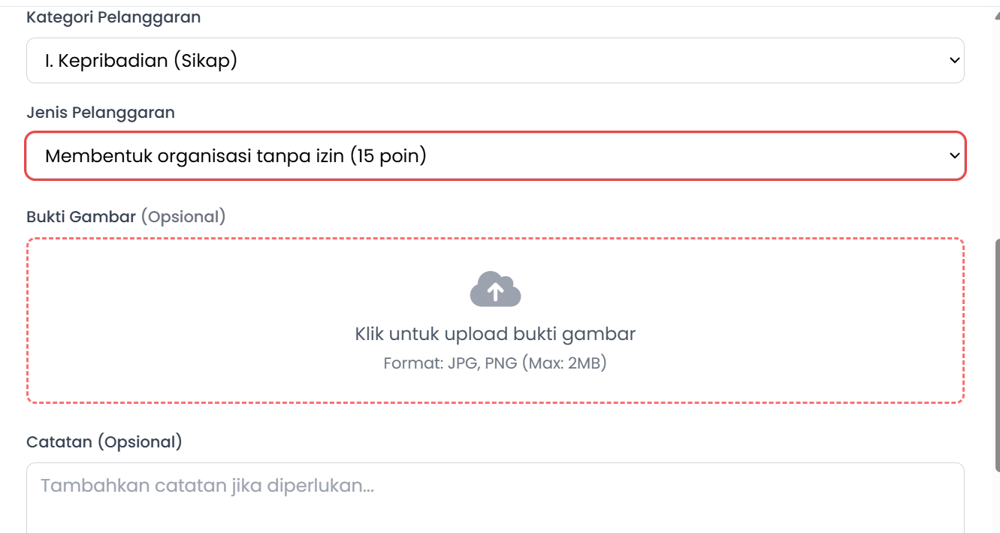 Kategori Pelanggaran
I. Kepribadian (Sikap)
Jenis Pelanggaran
Membentuk organisasi tanpa izin (15 poin)
Bukti Gambar (Opsional)
Klik untuk upload bukti gambar
Format: JPG, PNG (Max: 2MB)
Catatan (Opsional)
Tambahkan catatan jika diperlukan...